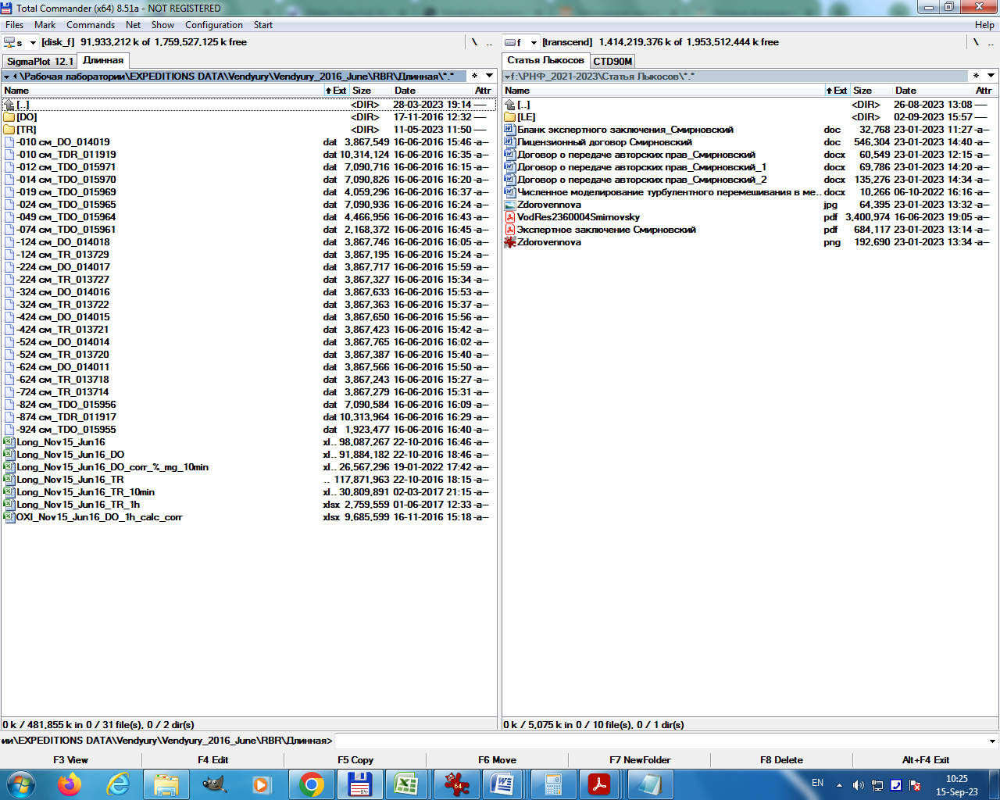 Total Commander (x64) 8.51a - NOT REGISTERED
Files Mark Commands Net Show Configuration Start Help
s [disk_f] 91,933,212 k of 1,759,527,125 k free \ ..
f [transcend] 1,414,219,376 k of 1,953,512,444 k free \ ..
SigmaPlot 12.1 Длинная
Статья Лыкосов CTD90M
\Рабочая лаборатории\EXPEDITIONS DATA\Vendyury\Vendyury_2016_June\RBR\Длинная\*.* *
f:\РНФ_2021-2023\Статья Лыкосов\*.* *
Name Ext Size Date Attr
[..] <DIR> 28-03-2023 19:14 ----
[DO] <DIR> 17-11-2016 12:32 ----
[TR] <DIR> 11-05-2023 11:50 ----
-010 см_DO_014019 dat 3,867,549 16-06-2016 15:46 -a--
-010 см_TDR_011919 dat 10,314,124 16-06-2016 16:35 -a--
-012 см_TDO_015971 dat 7,090,716 16-06-2016 16:15 -a--
-014 см_TDO_015970 dat 7,090,826 16-06-2016 16:20 -a--
-019 см_TDO_015969 dat 4,059,296 16-06-2016 16:37 -a--
-024 см_TDO_015965 dat 7,090,936 16-06-2016 16:24 -a--
-049 см_TDO_015964 dat 4,466,956 16-06-2016 16:43 -a--
-074 см_TDO_015961 dat 2,168,372 16-06-2016 16:45 -a--
-124 см_DO_014018 dat 3,867,746 16-06-2016 16:05 -a--
-124 см_TR_013729 dat 3,867,195 16-06-2016 15:24 -a--
-224 см_DO_014017 dat 3,867,717 16-06-2016 15:59 -a--
-224 см_TR_013727 dat 3,867,327 16-06-2016 15:34 -a--
-324 см_DO_014016 dat 3,867,633 16-06-2016 15:53 -a--
-324 см_TR_013722 dat 3,867,363 16-06-2016 15:37 -a--
-424 см_DO_014015 dat 3,867,650 16-06-2016 15:56 -a--
-424 см_TR_013721 dat 3,867,423 16-06-2016 15:42 -a--
-524 см_DO_014014 dat 3,867,765 16-06-2016 16:02 -a--
-524 см_TR_013720 dat 3,867,387 16-06-2016 15:40 -a--
-624 см_DO_014011 dat 3,867,566 16-06-2016 15:50 -a--
-624 см_TR_013718 dat 3,867,243 16-06-2016 15:27 -a--
-724 см_TR_013714 dat 3,867,279 16-06-2016 15:31 -a--
-824 см_TDO_015956 dat 7,090,584 16-06-2016 16:09 -a--
-874 см_TDR_011917 dat 10,313,964 16-06-2016 16:29 -a--
-924 см_TDO_015955 dat 1,923,477 16-06-2016 16:40 -a--
Long_Nov15_Jun16 xl.. 98,087,267 22-10-2016 16:46 -a--
Long_Nov15_Jun16_DO xl.. 91,884,182 22-10-2016 18:46 -a--
Long_Nov15_Jun16_DO_corr_%_mg_10min xl.. 26,567,296 19-01-2022 17:42 -a--
Long_Nov15_Jun16_TR .. 117,871,963 22-10-2016 18:15 -a--
Long_Nov15_Jun16_TR_10min xl.. 30,809,891 02-03-2017 21:15 -a--
Long_Nov15_Jun16_TR_1h xlsx 2,759,559 01-06-2017 12:33 -a--
OXI_Nov15_Jun16_DO_1h_calc_corr xlsx 9,685,599 16-11-2016 15:18 -a--
0 k / 481,855 k in 0 / 31 file(s), 0 / 2 dir(s)
Name Ext Size Date Attr
[..] <DIR> 26-08-2023 13:08 ----
[LE] <DIR> 02-09-2023 15:57 ----
Бланк экспертного заключения_Смирновский doc 32,768 23-01-2023 11:27 -a--
Лицензионный договор Смирновский doc 546,304 23-01-2023 14:40 -a--
Договор о передаче авторских прав_Смирновский docx 60,549 23-01-2023 12:15 -a--
Договор о передаче авторских прав_Смирновский_1 docx 69,786 23-01-2023 14:20 -a--
Договор о передаче авторских прав_Смирновский_2 docx 135,276 23-01-2023 14:34 -a--
Численное моделирование турбулентного перемешивания в ме... docx 10,266 06-10-2022 16:16 -a--
Zdorovennova jpg 64,395 23-01-2023 13:32 -a--
VodRes2360004Smirnovsky pdf 3,400,974 16-06-2023 19:05 -a--
Экспертное заключение Смирновский pdf 684,117 23-01-2023 13:14 -a--
Zdorovennova png 192,690 23-01-2023 13:34 -a--
0 k / 5,075 k in 0 / 10 file(s), 0 / 1 dir(s)
ии\EXPEDITIONS DATA\Vendyury\Vendyury_2016_June\RBR\Длинная>
F3 View F4 Edit F5 Copy F6 Move F7 NewFolder F8 Delete Alt+F4 Exit
64 64 EN 10:25
15-Sep-23